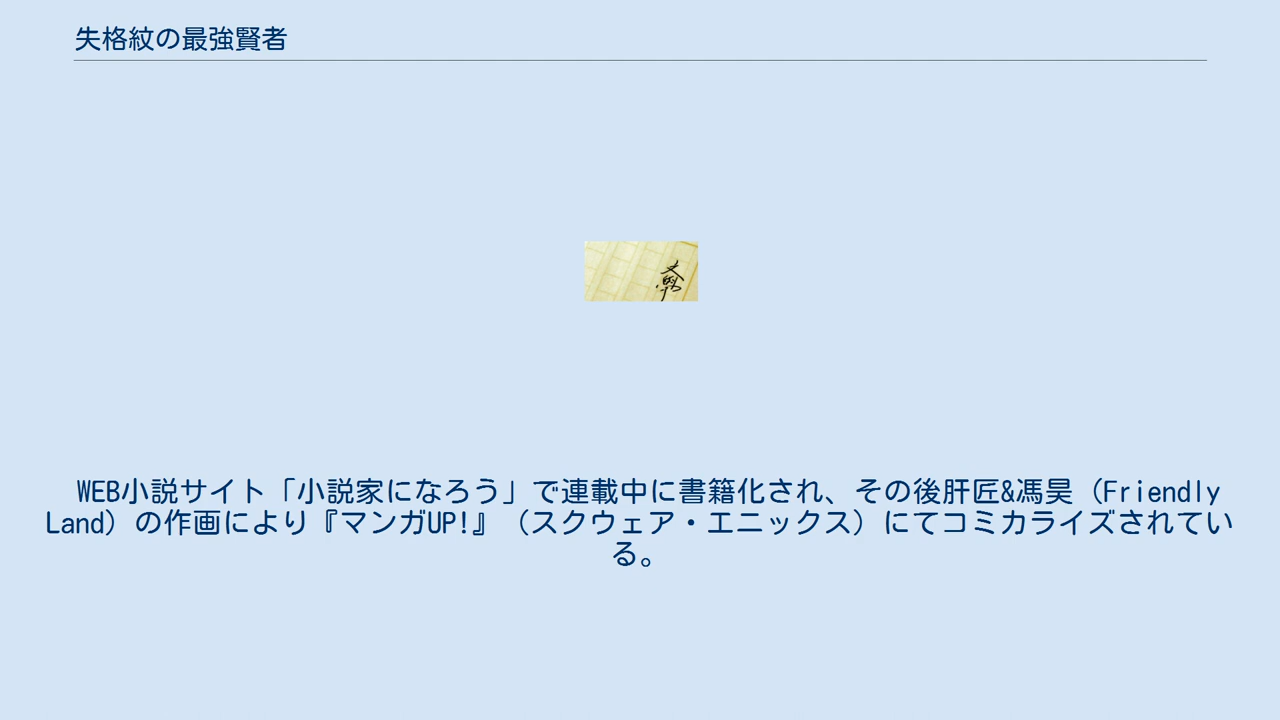 失格紋の最強賢者
WEB小説サイト「小説家になろう」で連載中に書籍化され、その後肝匠&馮昊（Friendly
Land）の作画により『マンガUP!』（スクウェア・エニックス）にてコミカライズされてい
る。